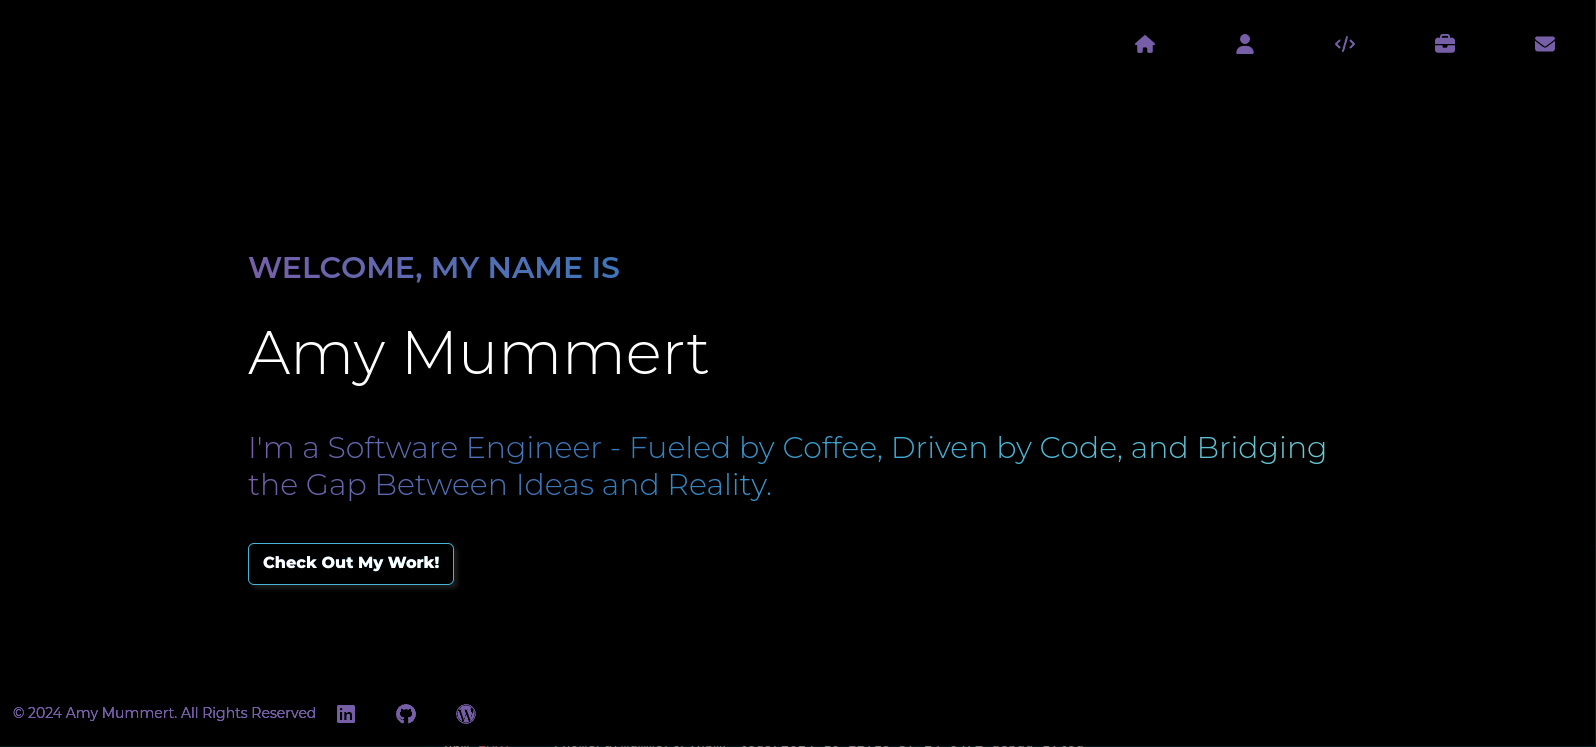 WELCOME, MY NAME IS
Amy Mummert
I'm a Software Engineer - Fueled by Coffee, Driven by Code, and Bridging
the Gap Between Ideas and Reality.
Check Out My Work!
© 2024 Amy Mummert. All Rights Reserved